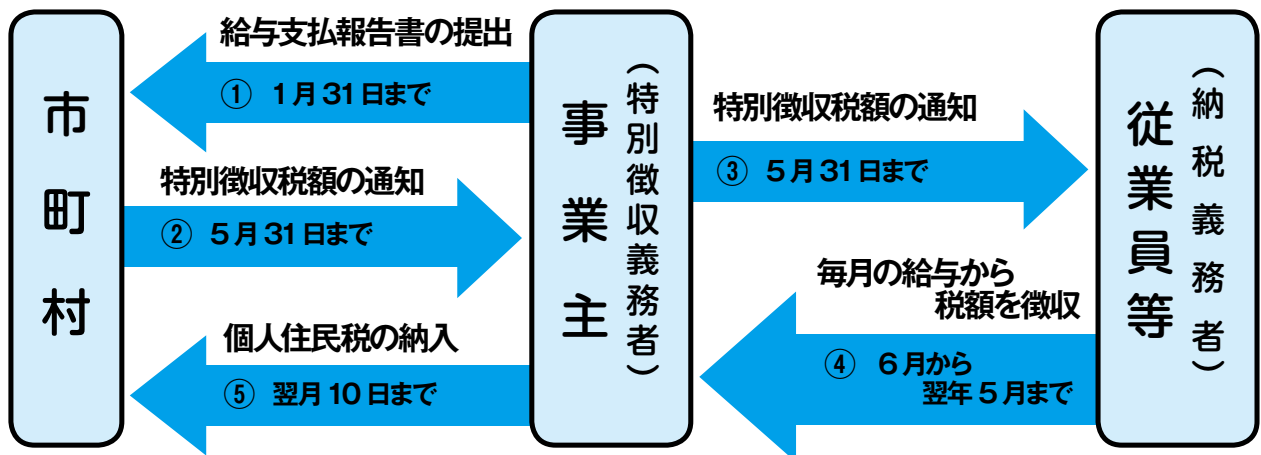 市町村
給与支払報告書の提出
① 1月31日まで
特別徴収税額の通知
② 5月31日まで
個人住民税の納入
⑤ 翌月10日まで
事業主
（特別徴収義務者）
特別徴収税額の通知
③ 5月31日まで
毎月の給与から
税額を徴収
④ 6月から
翌年5月まで
従業員等
（納税義務者）